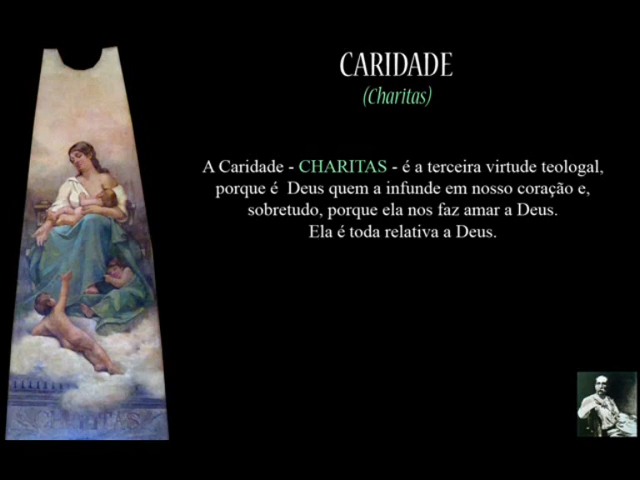 CARIDADE
(Charitas)
A Caridade - CHARITAS - é a terceira virtude teologal,
porque é Deus quem a infunde em nosso coração e,
sobretudo, porque ela nos faz amar a Deus.
Ela é toda relativa a Deus.
CHARITAS